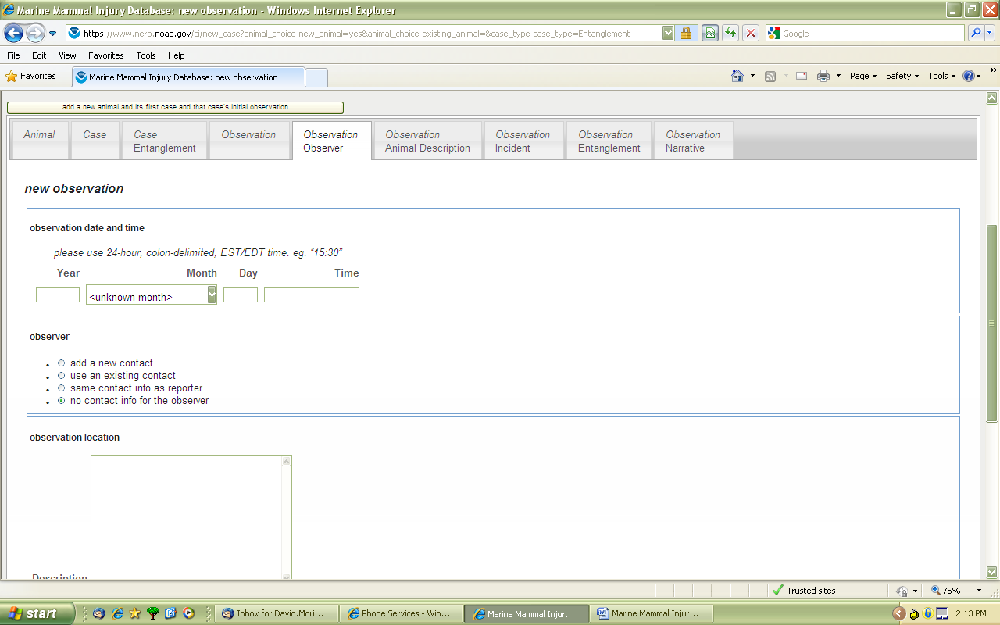 Marine Mammal Injury Database: new observation - Windows Internet Explorer
https://www.nero.noaa.gov/ci/new_case?animal_choice-new_animal=yes&animal_choice-existing_animal=&case_type-case_type=Entanglement
Google
File Edit View Favorites Tools Help
Favorites
Marine Mammal Injury Database: new observation
Page Safety Tools
add a new animal and its first case and that case's initial observation
Animal
Case
Case
Entanglement
Observation
Observation
Observer
Observation
Animal Description
Observation
Incident
Observation
Entanglement
Observation
Narrative
new observation
observation date and time
please use 24-hour, colon-delimited, EST/EDT time. eg. “15:30”
Year Month Day Time
<unknown month>
observer
• add a new contact
• use an existing contact
• same contact info as reporter
• no contact info for the observer
observation location
Description
Trusted sites
75%
start
Inbox for David.Mori...
Phone Services - Win...
Marine Mammal Injur...
Marine Mammal Injur...
2:13 PM